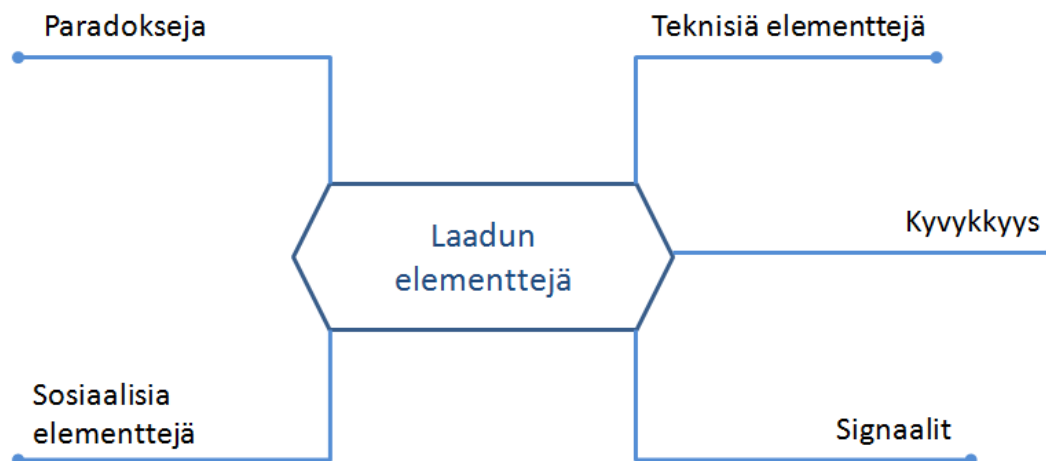 Paradokseja
Teknisiä elementtejä
Kyvykkyys
Laadun
elementtejä
Sosiaalisia
elementtejä
Signaalit